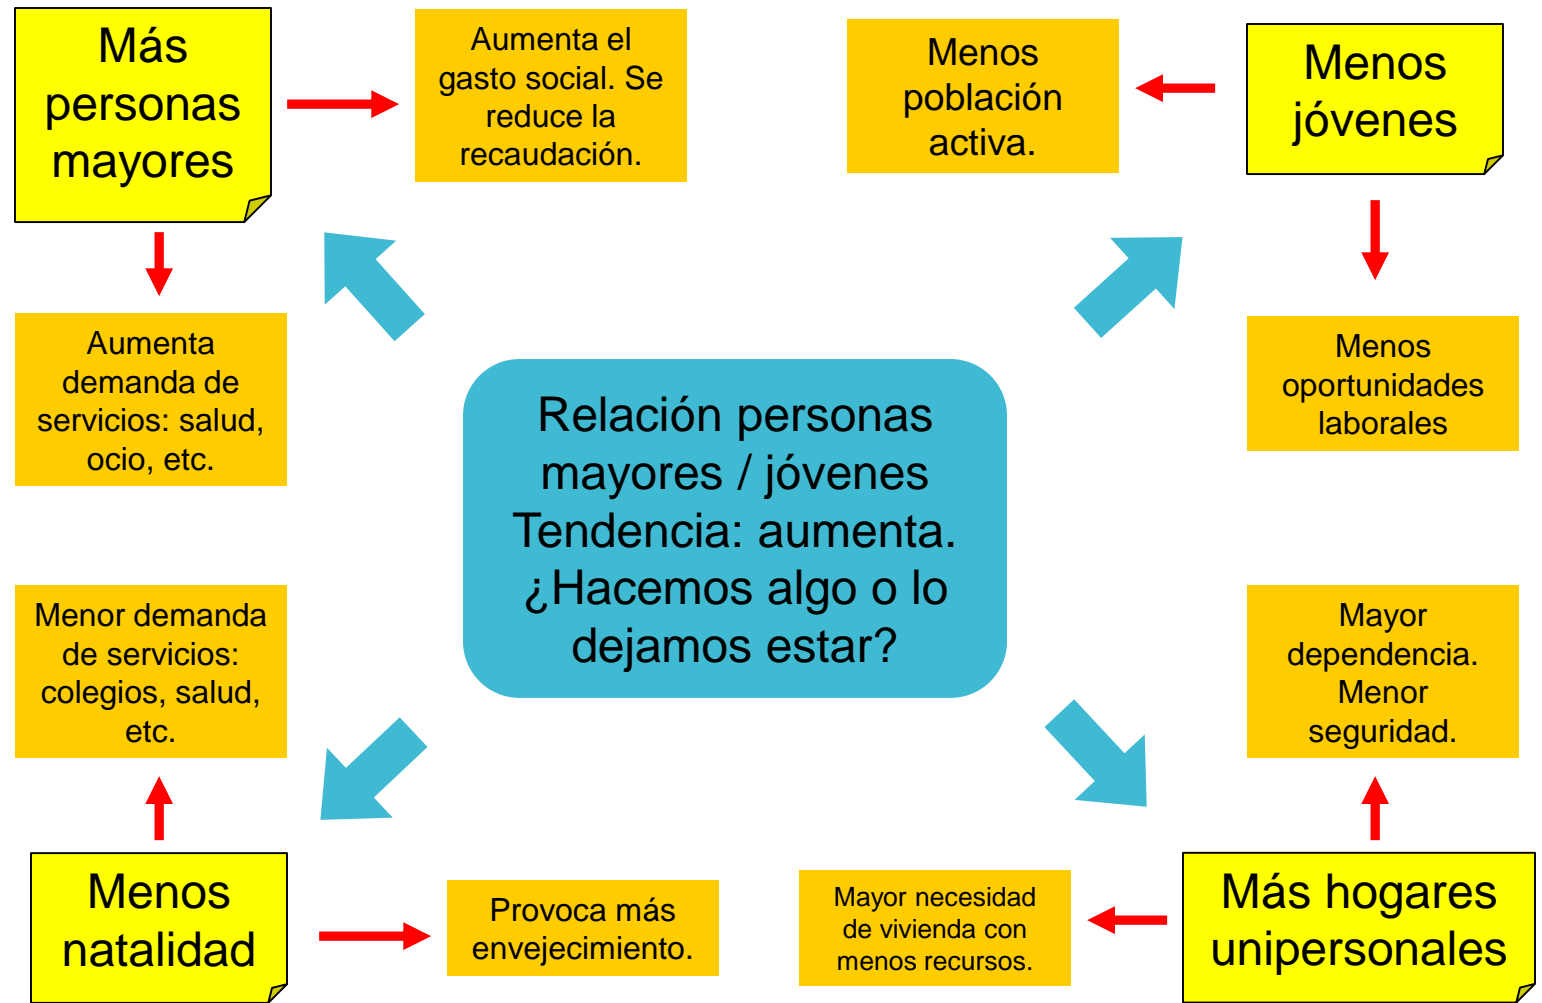 Más
personas
mayores
Aumenta el
gasto social. Se
reduce la
recaudación.
Menos
población
activa.
Menos
jóvenes
Aumenta
demanda de
servicios: salud,
ocio, etc.
Menos
oportunidades
laborales
Relación personas
mayores / jóvenes
Tendencia: aumenta.
¿Hacemos algo o lo
dejamos estar?
Menor demanda
de servicios:
colegios, salud,
etc.
Mayor
dependencia.
Menor
seguridad.
Menos
natalidad
Provoca más
envejecimiento.
Mayor necesidad
de vivienda con
menos recursos.
Más hogares
unipersonales